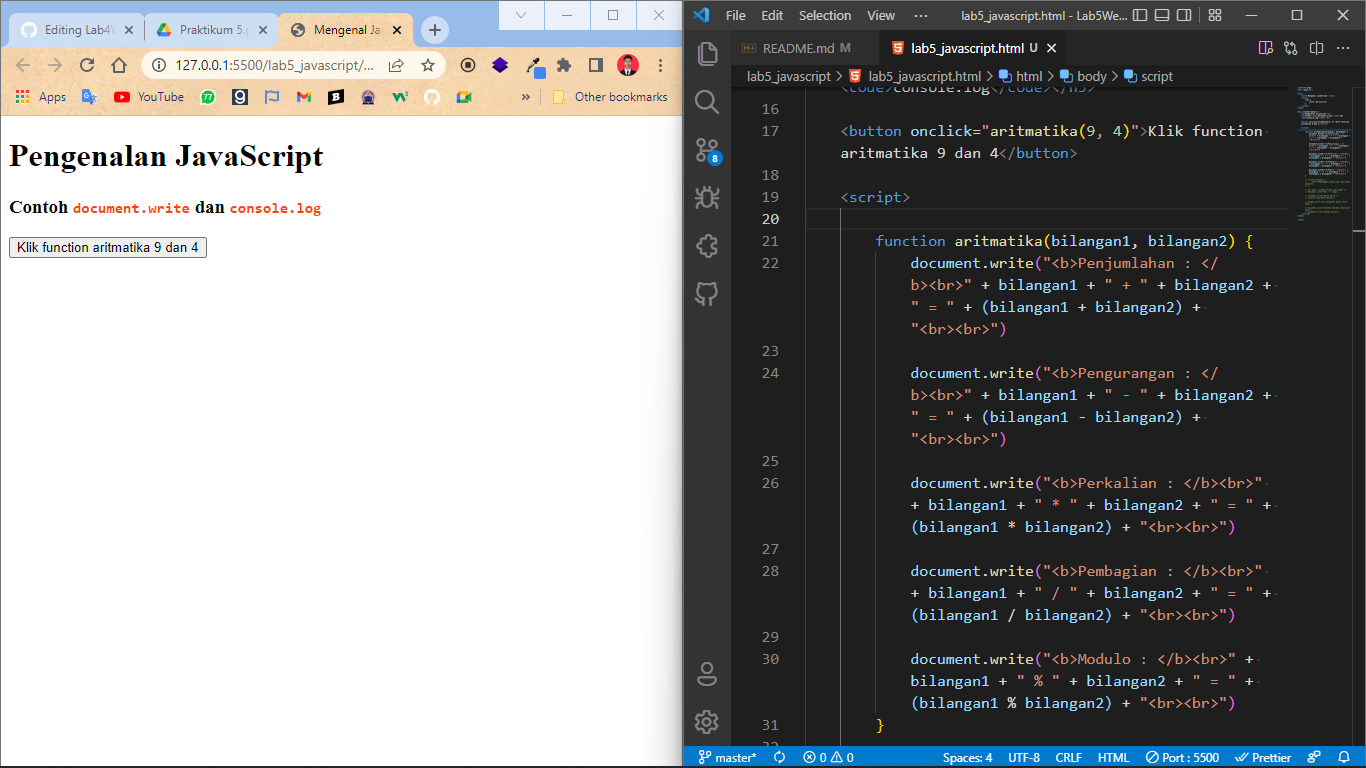 Editing Lab4W
Praktikum 5.p
Mengenal Jav
127.0.0.1:5500/lab5_javascript/...
Apps
YouTube
77
»
Other bookmarks
Pengenalan JavaScript
Contoh document.write dan console.log
Klik function aritmatika 9 dan 4
File Edit Selection View ··· lab5_javascript.html - Lab5We...
README.md M
lab5_javascript.html U
lab5_javascript > lab5_javascript.html > html > body > script
<code>console.log</code></h3>
16
17 <button onclick="aritmatika(9, 4)">Klik function
aritmatika 9 dan 4</button>
18
19 <script>
20
21 function aritmatika(bilangan1, bilangan2) {
22 document.write("<b>Penjumlahan : </
b><br>" + bilangan1 + " + " + bilangan2 +
" = " + (bilangan1 + bilangan2) +
"<br><br>")
23
24 document.write("<b>Pengurangan : </
b><br>" + bilangan1 + " - " + bilangan2 +
" = " + (bilangan1 - bilangan2) +
"<br><br>")
25
26 document.write("<b>Perkalian : </b><br>"
+ bilangan1 + " * " + bilangan2 + " = " +
(bilangan1 * bilangan2) + "<br><br>")
27
28 document.write("<b>Pembagian : </b><br>"
+ bilangan1 + " / " + bilangan2 + " = " +
(bilangan1 / bilangan2) + "<br><br>")
29
30 document.write("<b>Modulo : </b><br>" +
bilangan1 + " % " + bilangan2 + " = " +
(bilangan1 % bilangan2) + "<br><br>")
31 }
8
master* 0 0 Spaces: 4 UTF-8 CRLF HTML Port : 5500 Prettier